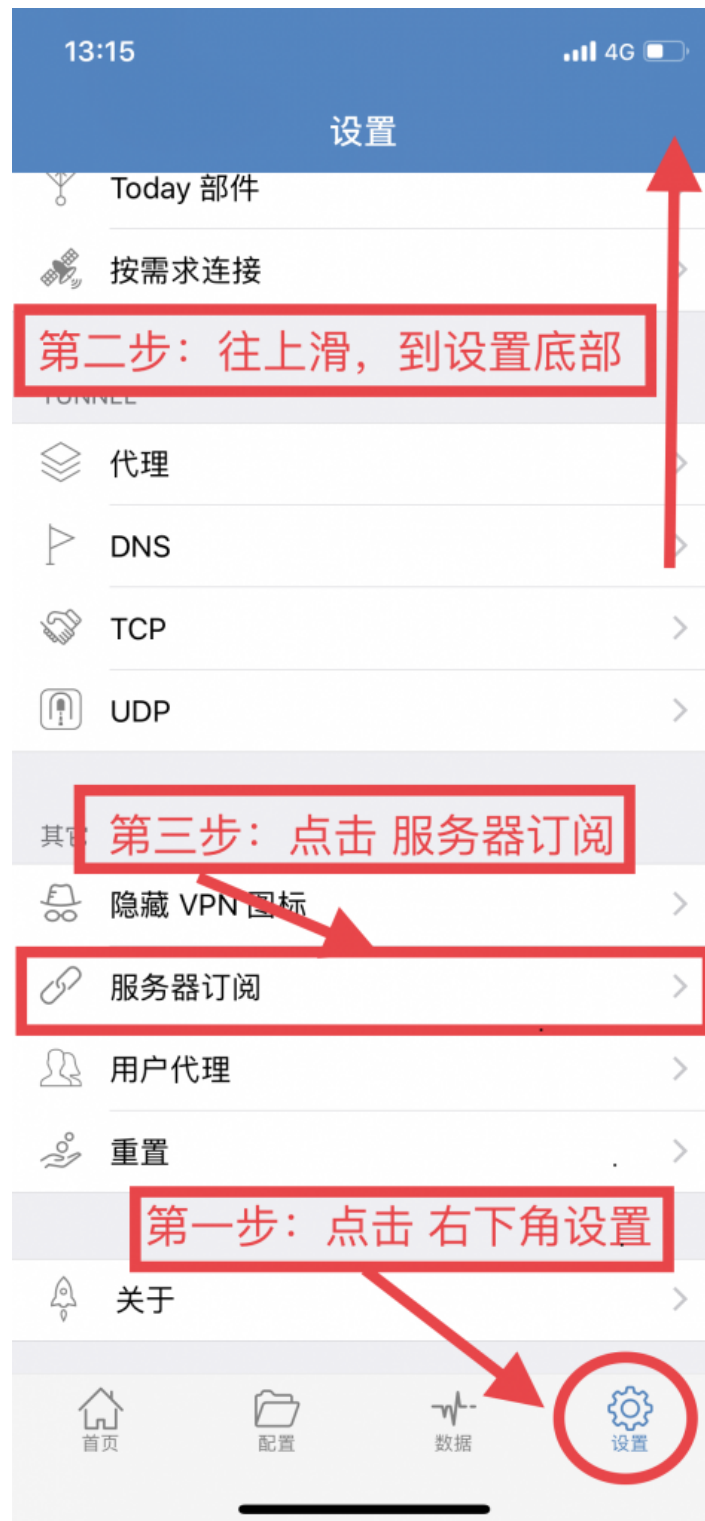 13:15
4G
设置
Today 部件
按需求连接
第二步：往上滑，到设置底部
TUNNEL
代理
DNS
TCP
UDP
其它
第三步：点击 服务器订阅
隐藏 VPN 图标
服务器订阅
用户代理
重置
第一步：点击 右下角设置
关于
首页
配置
数据
设置